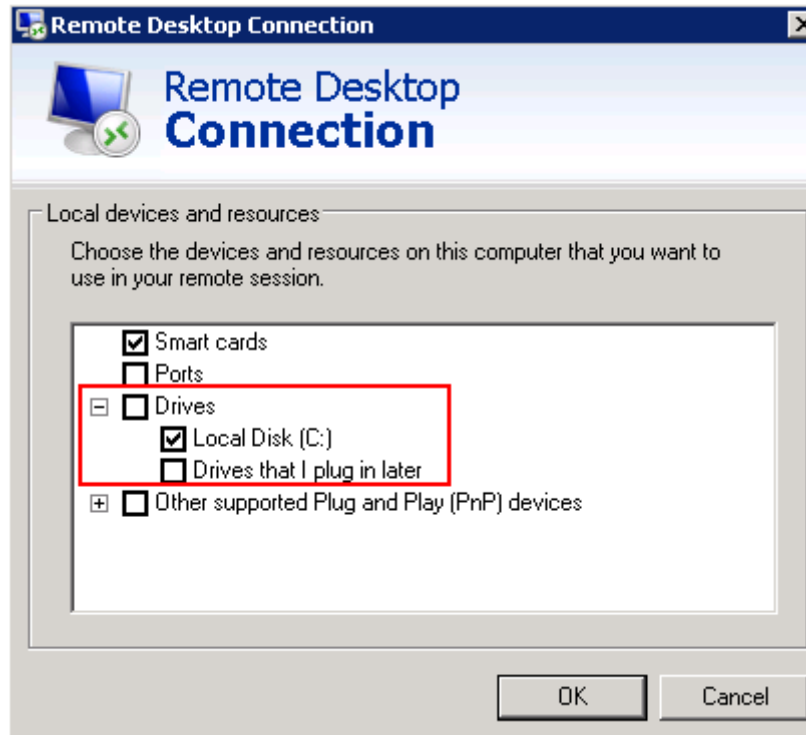 Remote Desktop Connection
Remote Desktop
Connection
Local devices and resources
Choose the devices and resources on this computer that you want to
use in your remote session.
Smart cards
Ports
Drives
Local Disk (C:)
Drives that I plug in later
Other supported Plug and Play (PnP) devices
OK Cancel